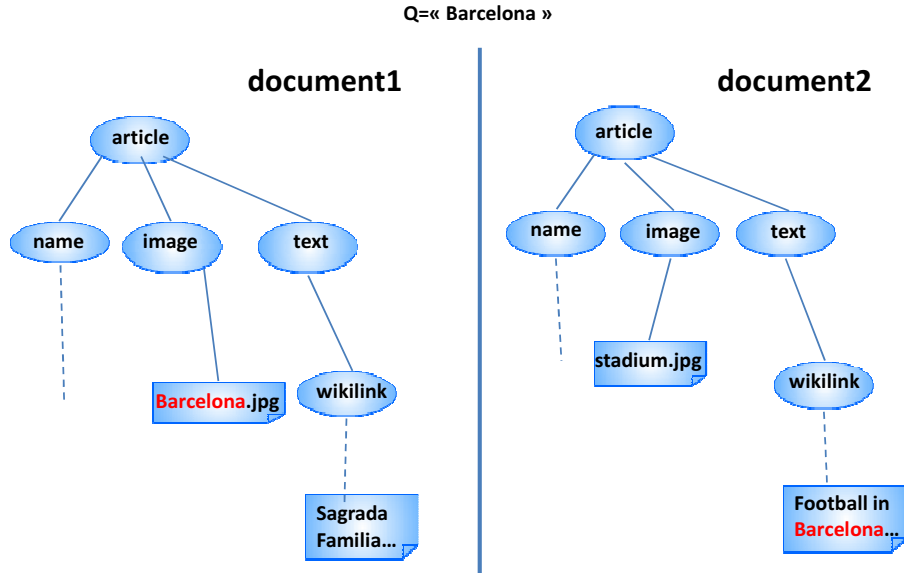 Q=« Barcelona »
document1
article
name
image
text
Barcelona.jpg
wikilink
Sagrada
Familia…
document2
article
name
image
text
stadium.jpg
wikilink
Football in
Barcelona…